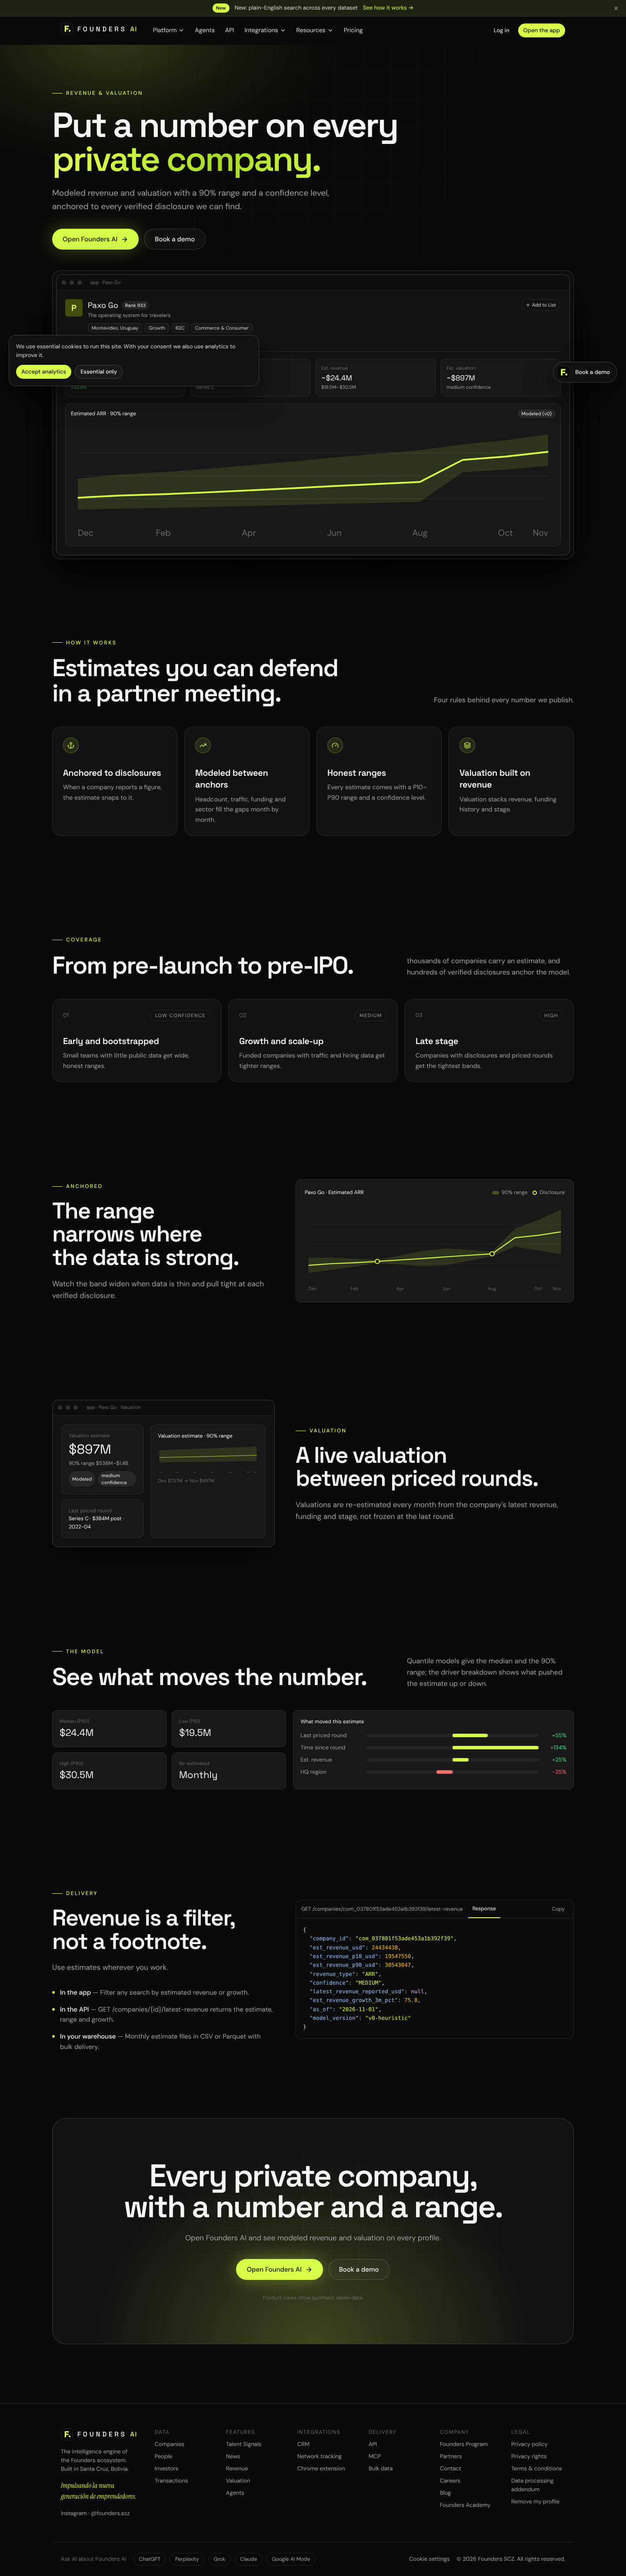 New New: plain-English search across every dataset See how it works →
F. FOUNDERS AI Platform Agents API Integrations Resources Pricing Log in Open the app
REVENUE & VALUATION
Put a number on every
private company.
Modeled revenue and valuation with a 90% range and a confidence level,
anchored to every verified disclosure we can find.
Open Founders AI → Book a demo
app · Paxo Go
P Paxo Go Rank 933 + Add to List
The operating system for travelers
Montevideo, Uruguay Growth B2C Commerce & Consumer
We use essential cookies to run this site. With your consent we also use analytics to
improve it.
Accept analytics Essential only
Est. revenue
~$24.4M
$19.5M–$30.5M
Est. valuation
~$897M
medium confidence
F. Book a demo
Estimated ARR · 90% range Modeled (v0)
Dec Feb Apr Jun Aug Oct Nov
HOW IT WORKS
Estimates you can defend
in a partner meeting.
Four rules behind every number we publish.
Anchored to disclosures
When a company reports a figure,
the estimate snaps to it.
Modeled between
anchors
Headcount, traffic, funding and
sector fill the gaps month by
month.
Honest ranges
Every estimate comes with a P10–
P90 range and a confidence level.
Valuation built on
revenue
Valuation stacks revenue, funding
history and stage.
COVERAGE
From pre-launch to pre-IPO.
thousands of companies carry an estimate, and
hundreds of verified disclosures anchor the model.
01 LOW CONFIDENCE
Early and bootstrapped
Small teams with little public data get wide,
honest ranges.
02 MEDIUM
Growth and scale-up
Funded companies with traffic and hiring data get
tighter ranges.
03 HIGH
Late stage
Companies with disclosures and priced rounds
get the tightest bands.
ANCHORED
The range
narrows where
the data is strong.
Watch the band widen when data is thin and pull tight at each
verified disclosure.
Paxo Go · Estimated ARR 90% range Disclosure
Dec Feb Apr Jun Aug Oct Nov
app · Paxo Go · Valuation
Valuation estimate
$897M
90% range $538M–$1.4B
Modeled medium
confidence
Last priced round
Series C · $384M post ·
2022-04
Valuation estimate · 90% range
Dec $757M → Nov $897M
VALUATION
A live valuation
between priced rounds.
Valuations are re-estimated every month from the company's latest revenue,
funding and stage, not frozen at the last round.
THE MODEL
See what moves the number.
Quantile models give the median and the 90%
range; the driver breakdown shows what pushed
the estimate up or down.
Median (P50)
$24.4M
Low (P10)
$19.5M
High (P90)
$30.5M
Re-estimated
Monthly
What moved this estimate
Last priced round +55%
Time since round +134%
Est. revenue +25%
HQ region -25%
DELIVERY
Revenue is a filter,
not a footnote.
Use estimates wherever you work.
In the app — Filter any search by estimated revenue or growth.
In the API — GET /companies/{id}/latest-revenue returns the estimate,
range and growth.
In your warehouse — Monthly estimate files in CSV or Parquet with
bulk delivery.
GET /companies/com_037801f53ade453a1b392f39/latest-revenue Response Copy
{
"company_id": "com_037801f53ade453a1b392f39",
"est_revenue_usd": 24434438,
"est_revenue_p10_usd": 19547550,
"est_revenue_p90_usd": 30543047,
"revenue_type": "ARR",
"confidence": "MEDIUM",
"latest_revenue_reported_usd": null,
"est_revenue_growth_3m_pct": 75.8,
"as_of": "2026-11-01",
"model_version": "v0-heuristic"
}
Every private company,
with a number and a range.
Open Founders AI and see modeled revenue and valuation on every profile.
Open Founders AI → Book a demo
Product views show synthetic demo data.
F. FOUNDERS AI
The intelligence engine of
the Founders ecosystem.
Built in Santa Cruz, Bolivia.
Impulsando la nueva
generación de emprendedores.
Instagram · @founders.scz
DATA
Companies
People
Investors
Transactions
FEATURES
Talent Signals
News
Revenue
Valuation
Agents
INTEGRATIONS
CRM
Network tracking
Chrome extension
DELIVERY
API
MCP
Bulk data
COMPANY
Founders Program
Partners
Contact
Careers
Blog
Founders Academy
LEGAL
Privacy policy
Privacy rights
Terms & conditions
Data processing
addendum
Remove my profile
Ask AI about Founders AI ChatGPT Perplexity Grok Claude Google AI Mode
Cookie settings © 2026 Founders SCZ. All rights reserved.